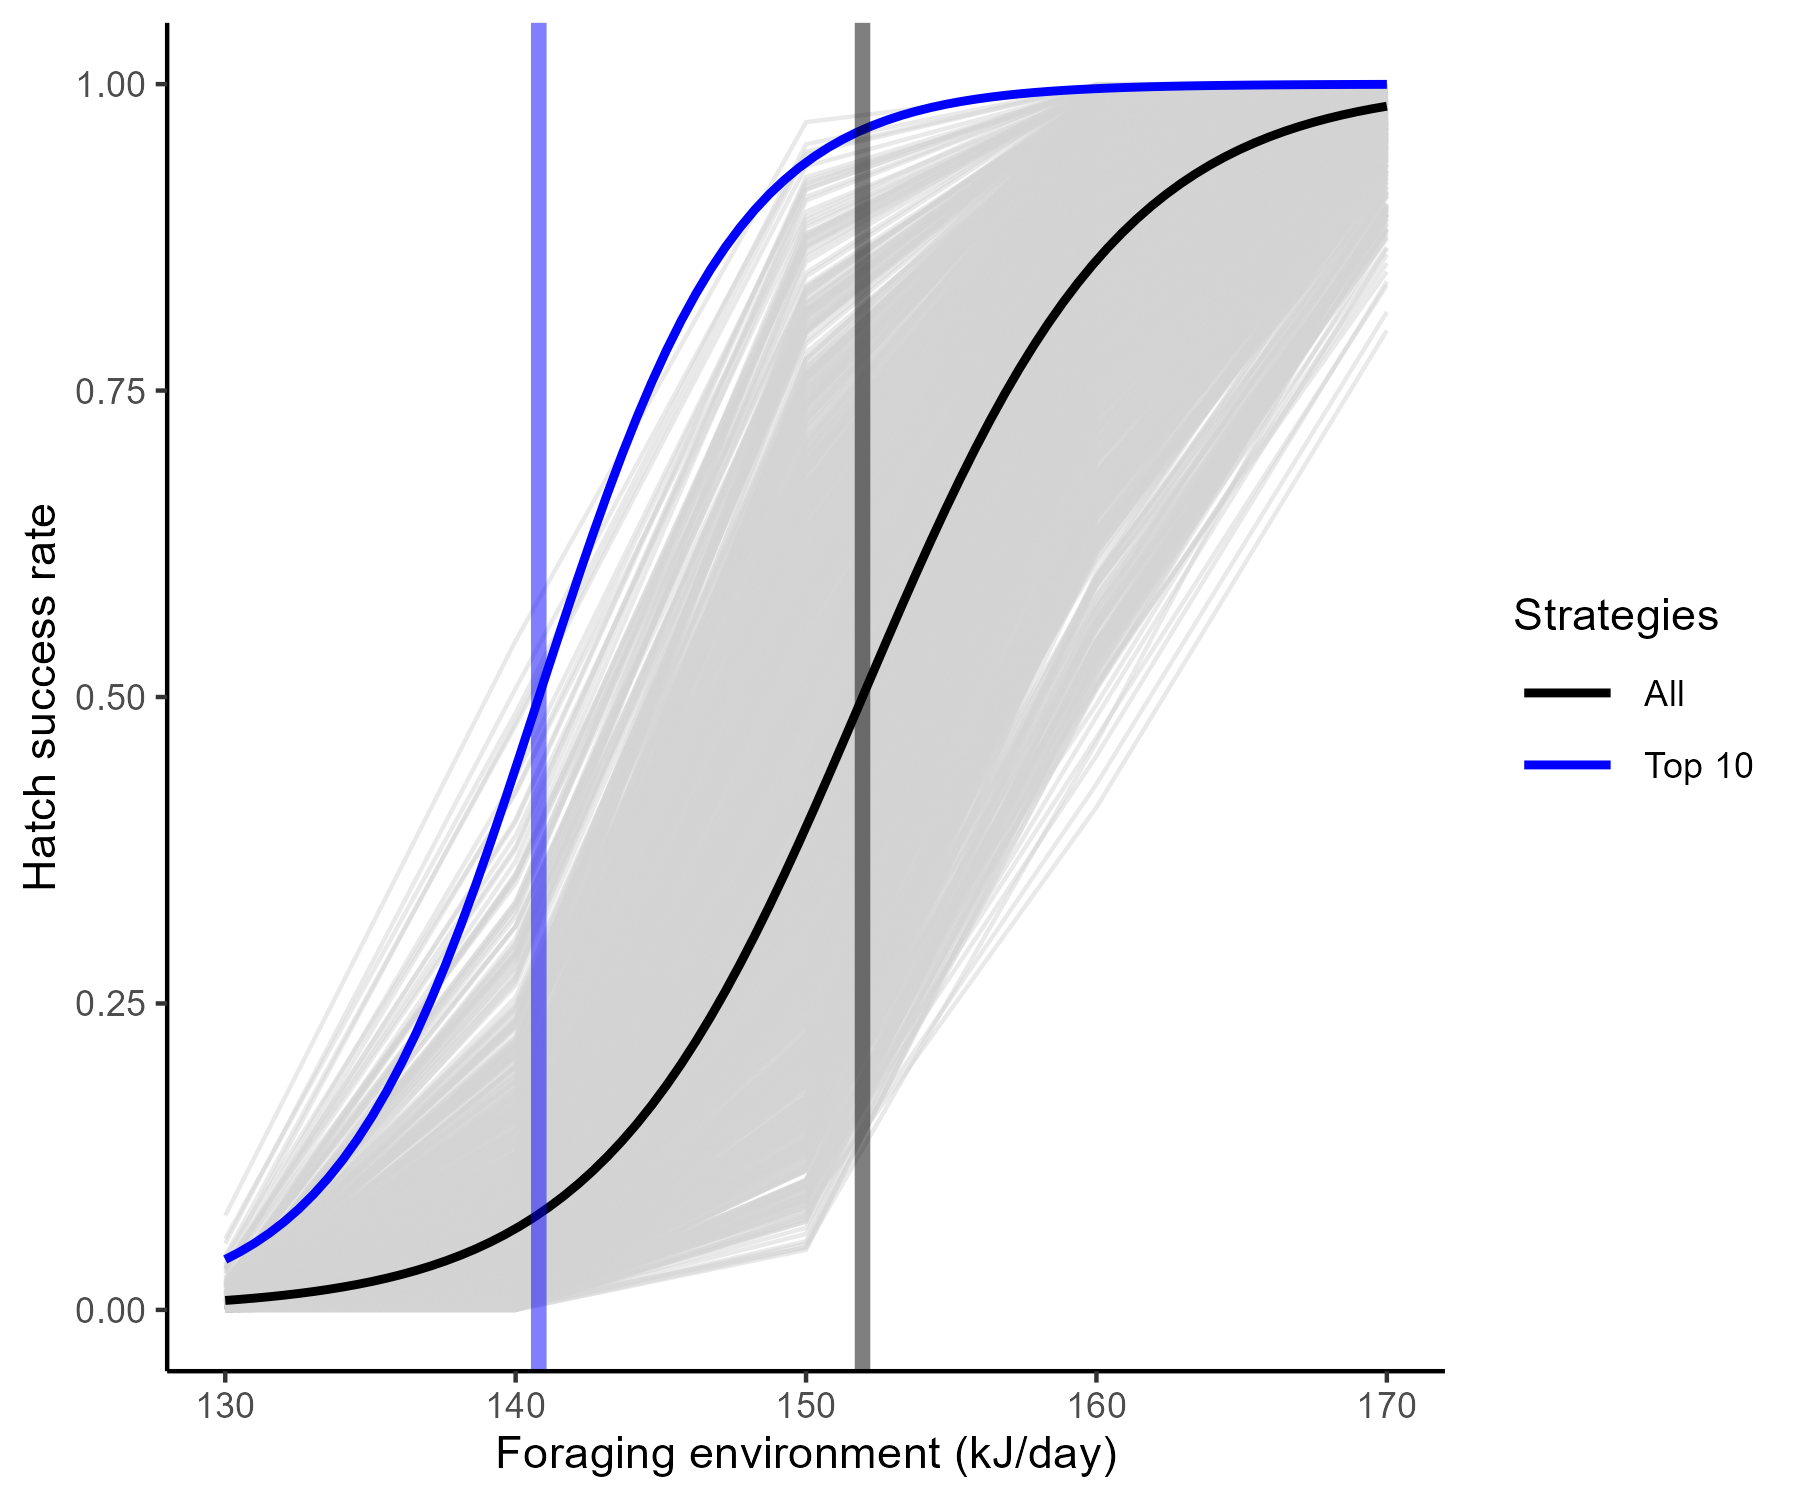 Hatch success rate
1.00
0.75
0.50
0.25
0.00
130 140 150 160 170
Foraging environment (kJ/day)
Strategies
All
Top 10